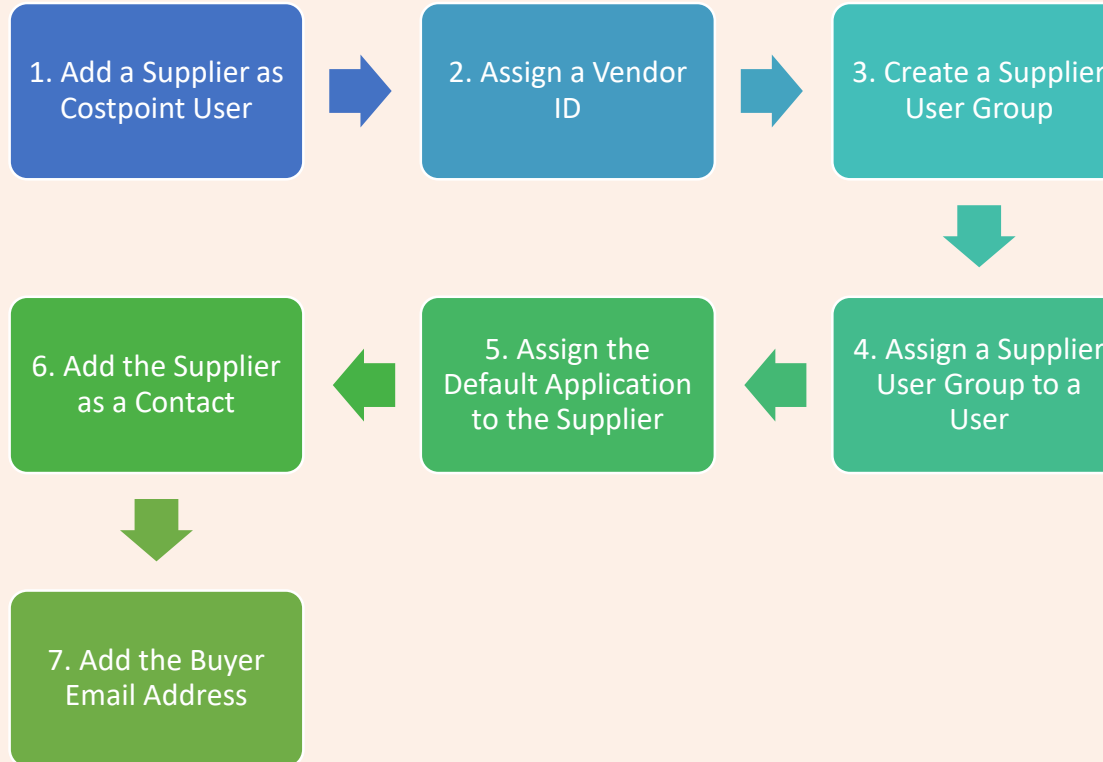 1. Add a Supplier as
Costpoint User
2. Assign a Vendor
ID
3. Create a Supplier
User Group
4. Assign a Supplier
User Group to a
User
5. Assign the
Default Application
to the Supplier
6. Add the Supplier
as a Contact
7. Add the Buyer
Email Address